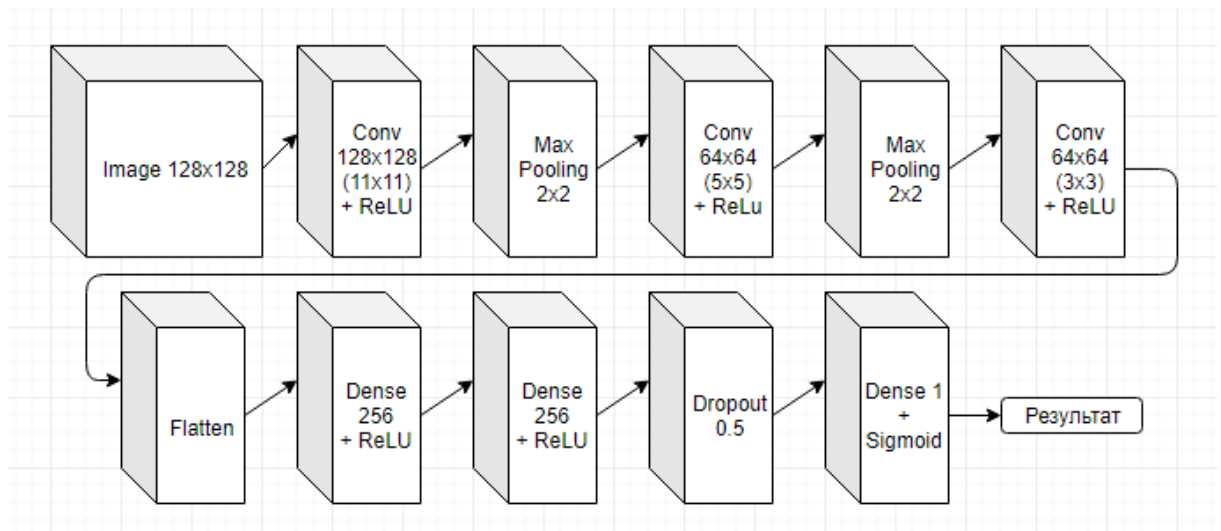 Image 128x128
Conv
128x128
(11x11)
+ ReLU
Max
Pooling
2x2
Conv
64x64
(5x5)
+ ReLu
Max
Pooling
2x2
Conv
64x64
(3x3)
+ ReLU
Flatten
Dense
256
+ ReLU
Dense
256
+ ReLU
Dropout
0.5
Dense 1
+
Sigmoid
Результат